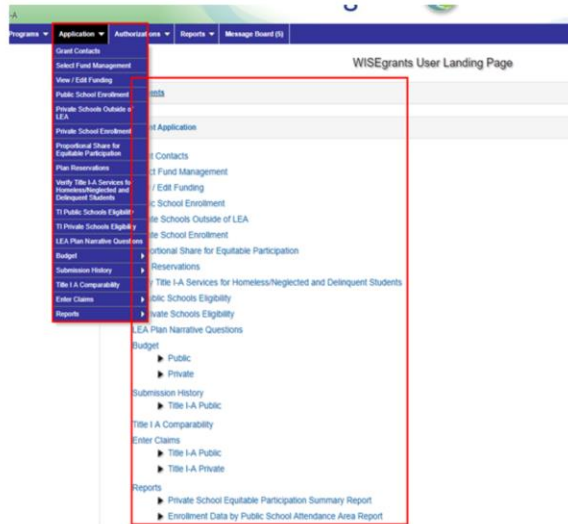 -A
Programs
Application
Authorizations
Reports
Message Board (5)
Grant Contacts
Select Fund Management
View / Edit Funding
Public School Enrollment
Private Schools Outside of
LEA
Private School Enrollment
Proportional Share for
Equitable Participation
Plan Reservations
Verify Title I-A Services for
Homeless/Neglected and
Delinquent Students
TI Public Schools Eligibility
TI Private Schools Eligibility
LEA Plan Narrative Questions
Budget
Submission History
Title I A Comparability
Enter Claims
Reports
WISEgrants User Landing Page
ents
t Application
t Contacts
ct Fund Management
/ Edit Funding
ic School Enrollment
te Schools Outside of LEA
te School Enrollment
ortional Share for Equitable Participation
Reservations
y Title I-A Services for Homeless/Neglected and Delinquent Students
ublic Schools Eligibility
rivate Schools Eligibility
LEA Plan Narrative Questions
Budget
Public
Private
Submission History
Title I-A Public
Title I A Comparability
Enter Claims
Title I-A Public
Title I-A Private
Reports
Private School Equitable Participation Summary Report
Enrollment Data by Public School Attendance Area Report